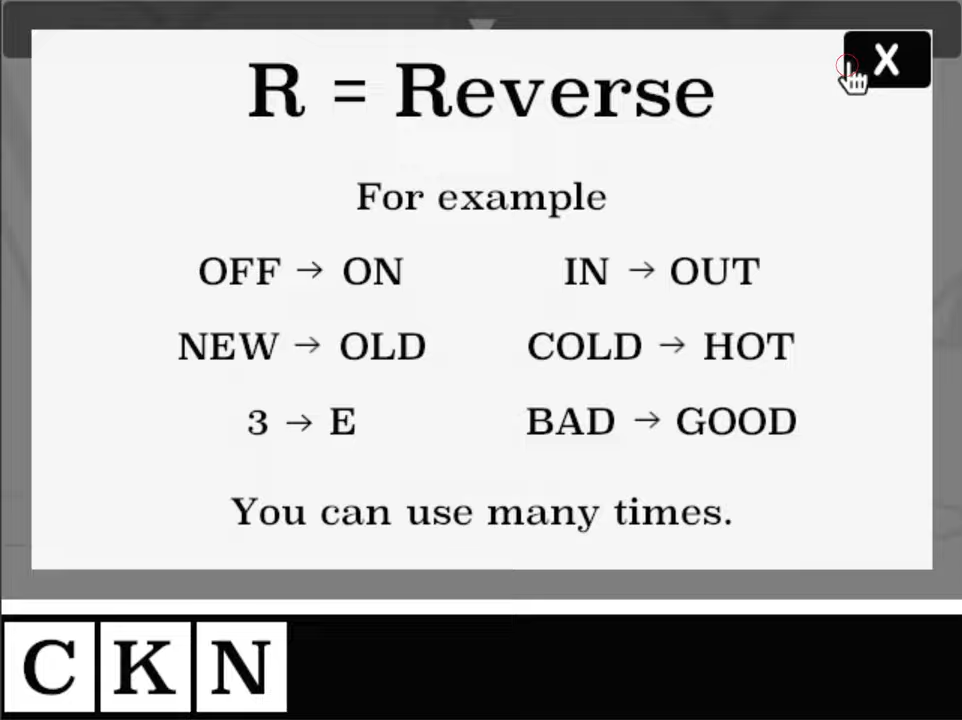 X
R = Reverse
For example
OFF → ON IN → OUT
NEW → OLD COLD → HOT
3 → E BAD → GOOD
You can use many times.
C K N